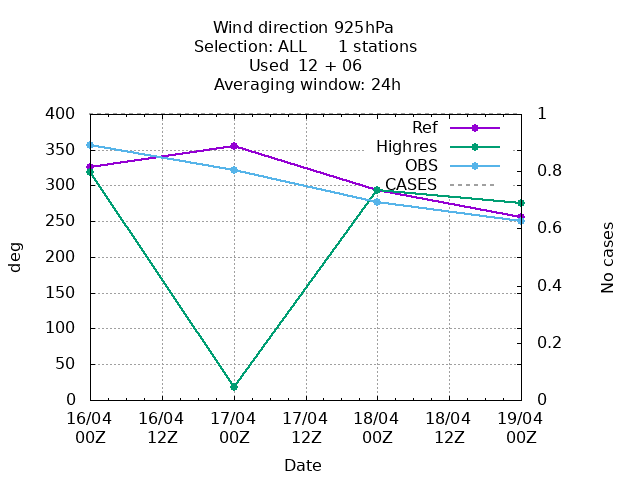 Wind direction 925hPa
Selection: ALL 1 stations
Used 12 + 06
Averaging window: 24h
400
350
300
250
200
150
100
50
0
deg
1
0.8
0.6
0.4
0.2
0
No cases
Ref
Highres
OBS
CASES
16/04 16/04 17/04 17/04 18/04 18/04 19/04
00Z 12Z 00Z 12Z 00Z 12Z 00Z
Date